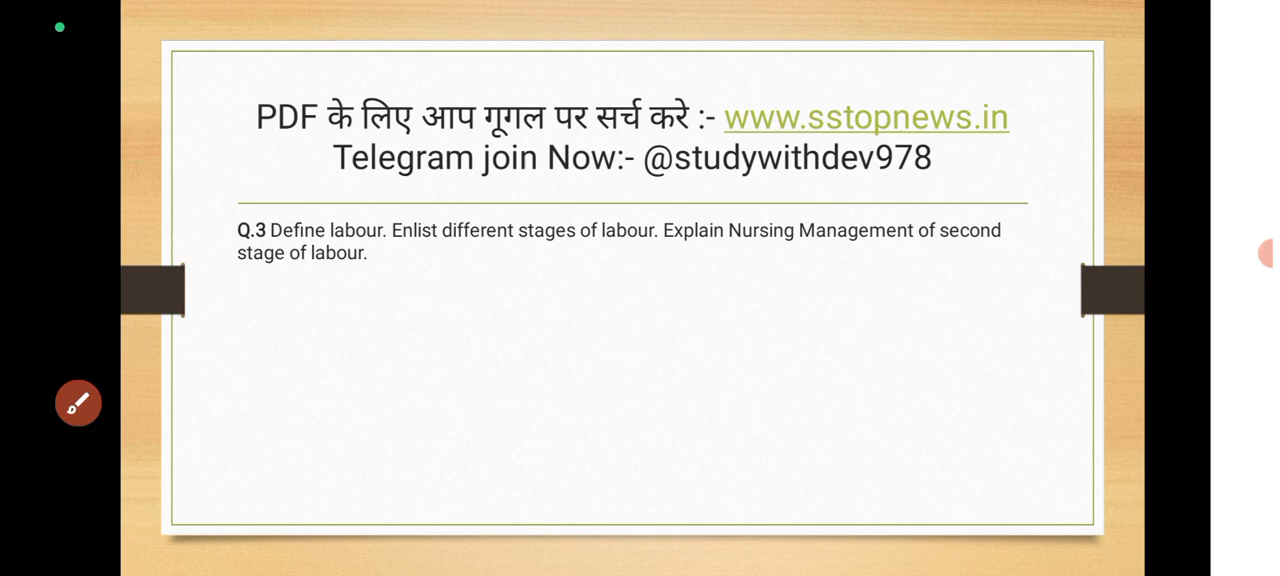 PDF के लिए आप गूगल पर सर्च करे :- www.sstopnews.in
Telegram join Now:- @studywithdev978
Q.3 Define labour. Enlist different stages of labour. Explain Nursing Management of second
stage of labour.